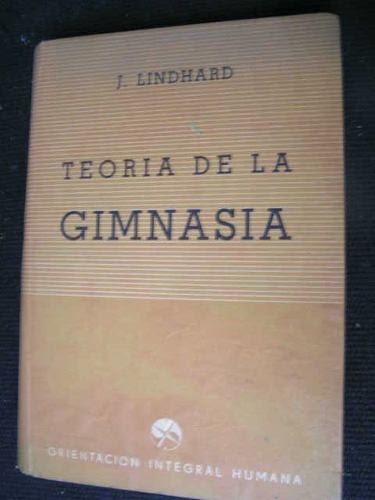 J. LINDHARD
TEORIA DE LA
GIMNASIA
ORIENTACION INTEGRAL HUMANA